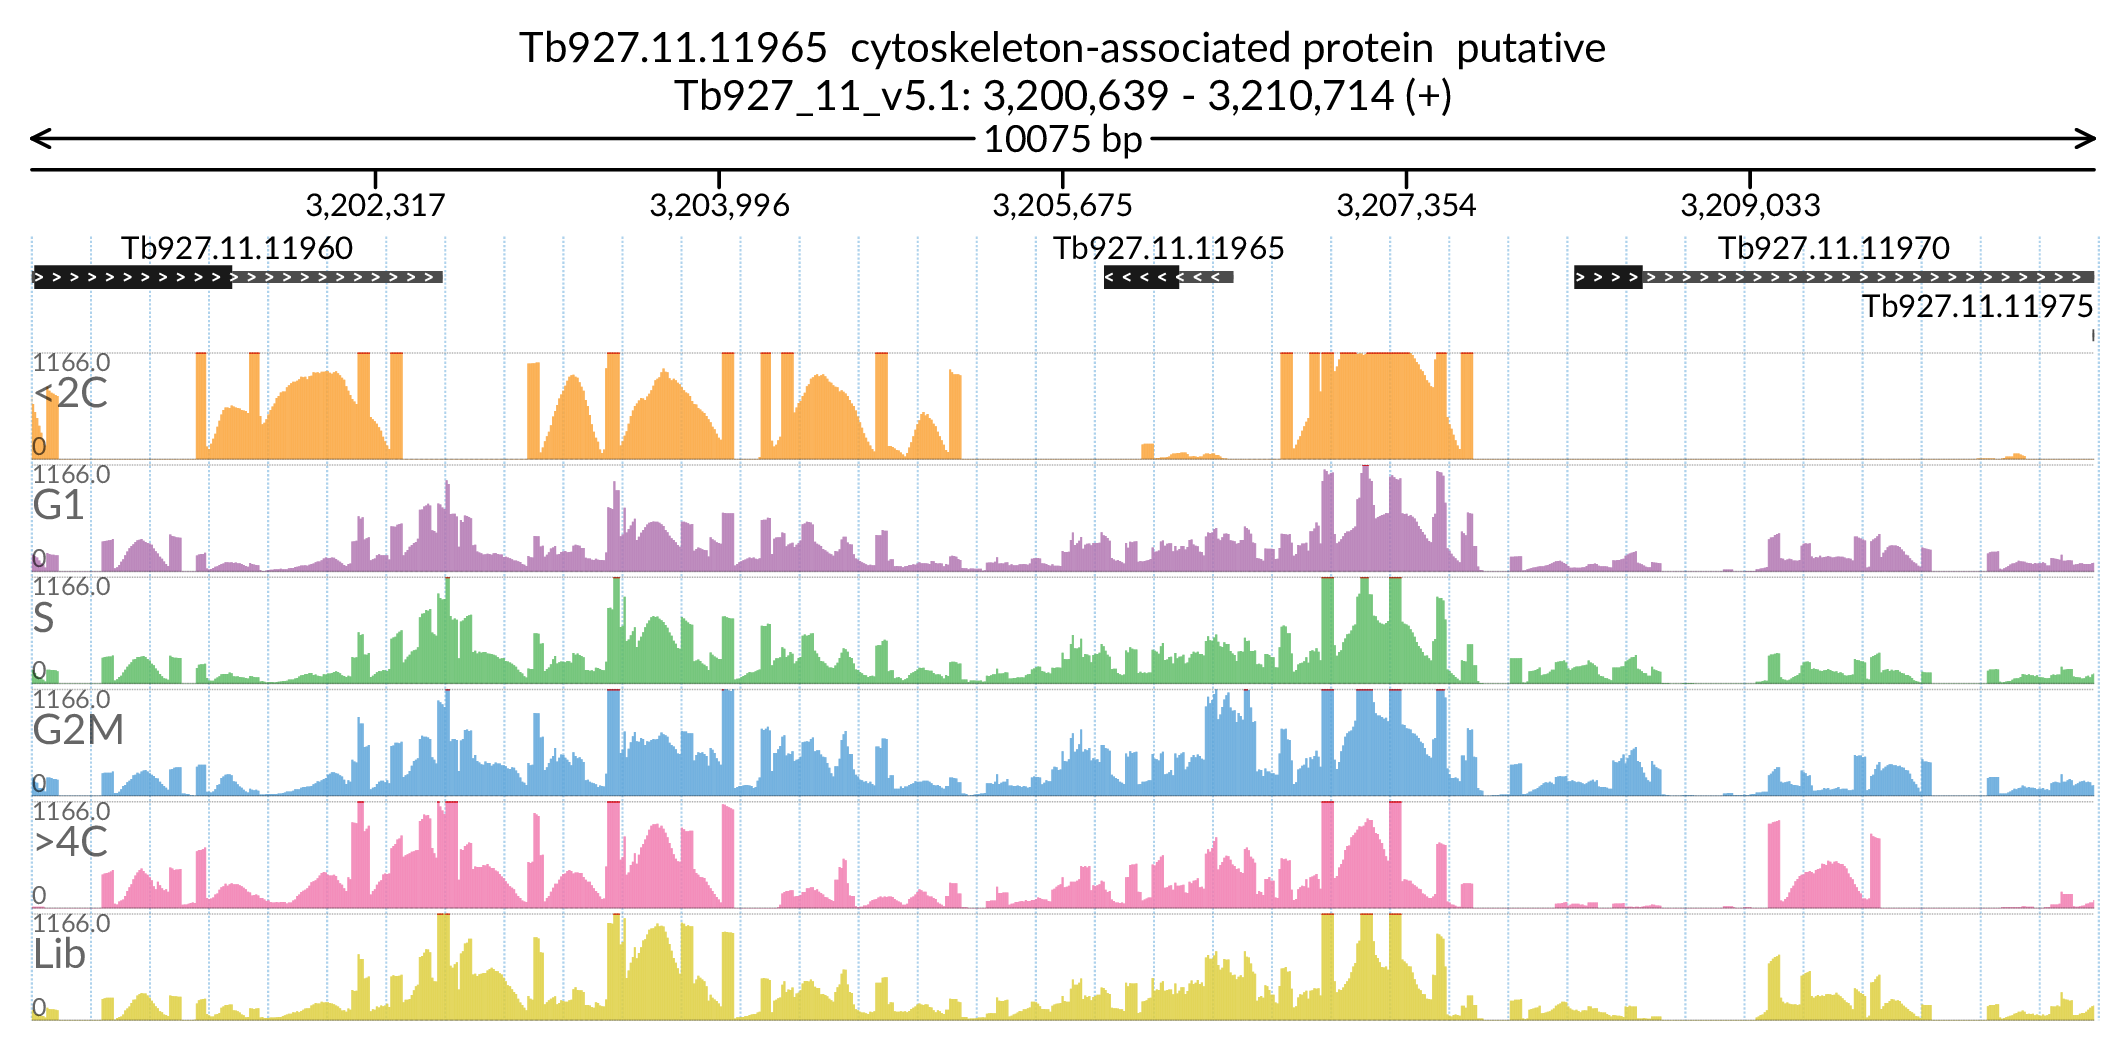 Tb927.11.11965  cytoskeleton-associated protein  putative
Tb927_11_v5.1: 3,200,639 - 3,210,714 (+)
10075 bp
3,202,317 3,203,996 3,205,675 3,207,354 3,209,033
Tb927.11.11960 Tb927.11.11965 Tb927.11.11970
Tb927.11.11975
1166.0
<2C
0
1166.0
G1
0
1166.0
S
0
1166.0
G2M
0
1166.0
>4C
0
1166.0
Lib
0